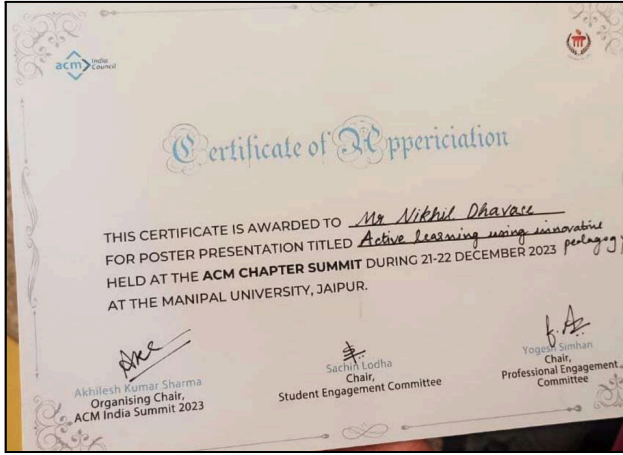 acm India Council
Certificate of Appericiation
THIS CERTIFICATE IS AWARDED TO Mr Nikhil Dhavase
FOR POSTER PRESENTATION TITLED Active learning using innovative
HELD AT THE ACM CHAPTER SUMMIT DURING 21-22 DECEMBER 2023 pedagogy
AT THE MANIPAL UNIVERSITY, JAIPUR.
Akhilesh Kumar Sharma
Organising Chair,
ACM India Summit 2023
Sachin Lodha
Chair,
Student Engagement Committee
Yogesh Simhan
Chair,
Professional Engagement
Committee